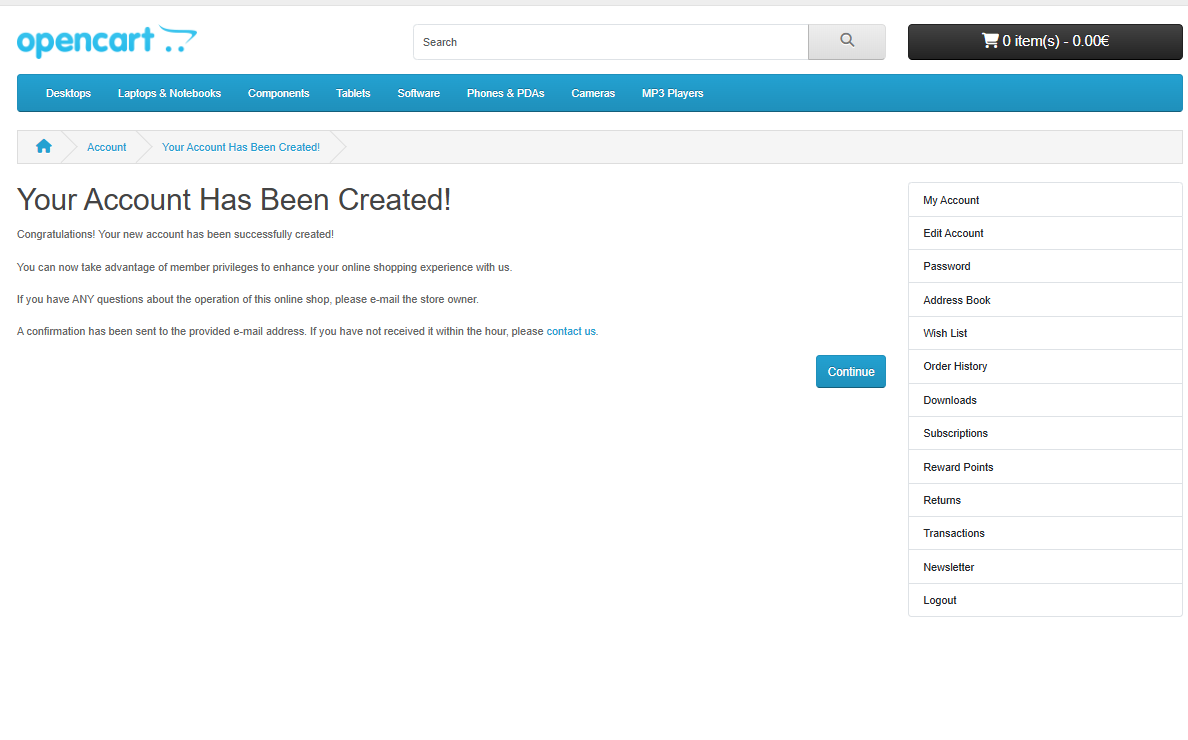 opencart
Search
0 item(s) - 0.00€
Desktops Laptops & Notebooks Components Tablets Software Phones & PDAs Cameras MP3 Players
Account Your Account Has Been Created!
Your Account Has Been Created!
Congratulations! Your new account has been successfully created!
You can now take advantage of member privileges to enhance your online shopping experience with us.
If you have ANY questions about the operation of this online shop, please e-mail the store owner.
A confirmation has been sent to the provided e-mail address. If you have not received it within the hour, please contact us.
Continue
My Account
Edit Account
Password
Address Book
Wish List
Order History
Downloads
Subscriptions
Reward Points
Returns
Transactions
Newsletter
Logout